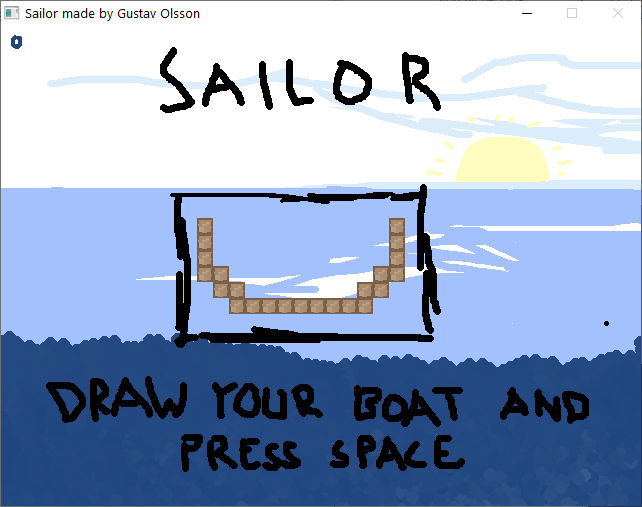 Sailor made by Gustav Olsson
0
SAILOR
DRAW YOUR BOAT AND
PRESS SPACE